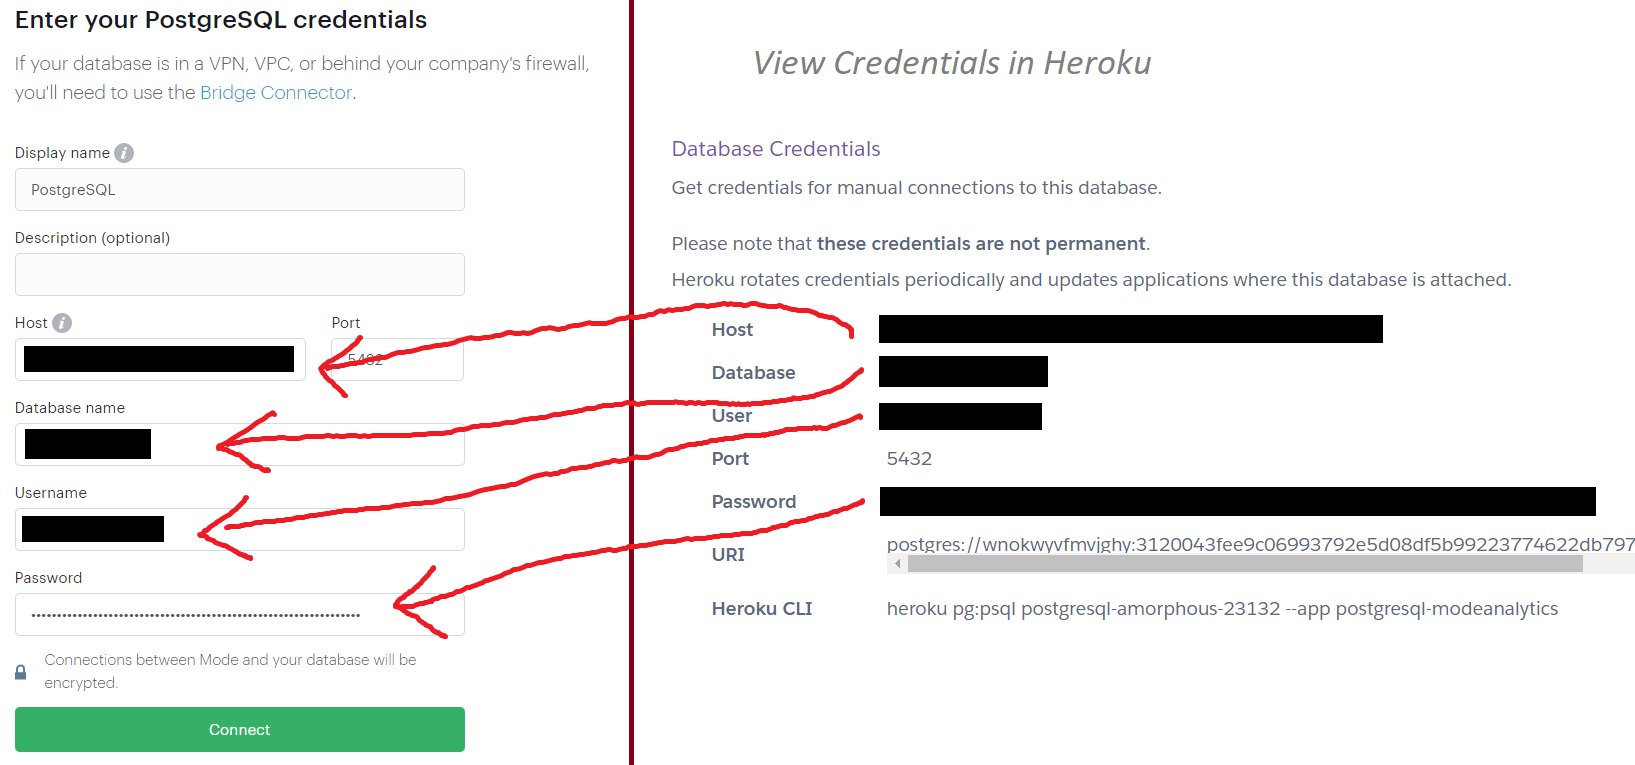 Enter your PostgreSQL credentials
If your database is in a VPN, VPC, or behind your company's firewall,
you'll need to use the Bridge Connector.
Display name i
PostgreSQL
Description (optional)
Host i
Port
5432
Database name
Username
Password
••••••••••••••••••••••••••••••••••••••••••••••••••••••••••••••••
Connections between Mode and your database will be
encrypted.
Connect
View Credentials in Heroku
Database Credentials
Get credentials for manual connections to this database.
Please note that these credentials are not permanent.
Heroku rotates credentials periodically and updates applications where this database is attached.
Host
Database
User
Port 5432
Password
URI postgres://wnokwyvfmvjghy:3120043fee9c06993792e5d08df5b99223774622db797
Heroku CLI heroku pg:psql postgresql-amorphous-23132 --app postgresql-modeanalytics